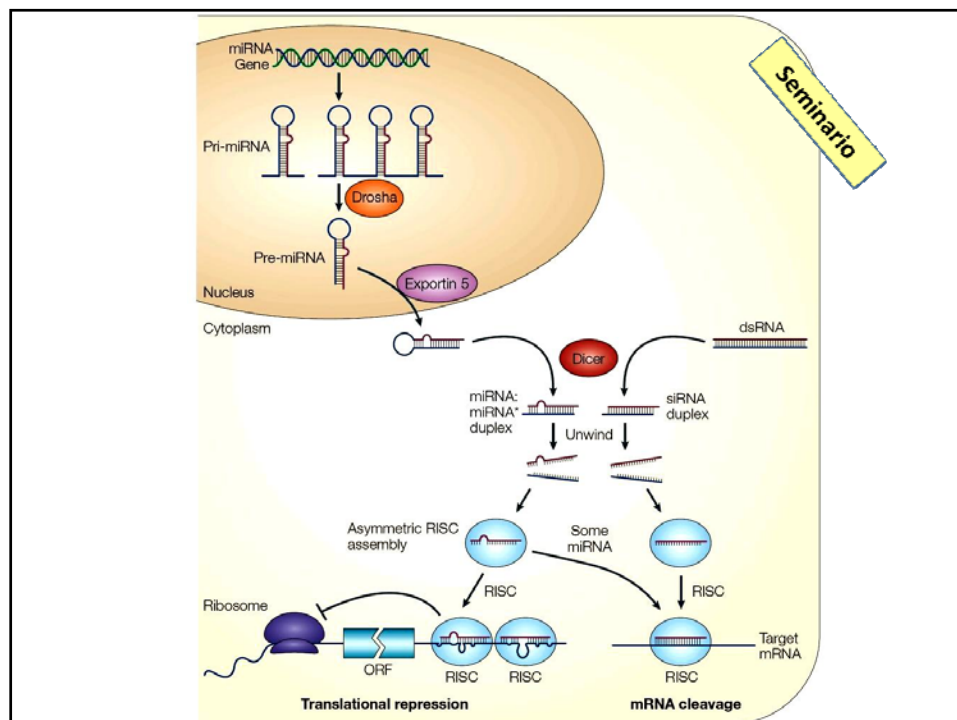 miRNA
Gene
Seminario
Pri-miRNA
Drosha
Pre-miRNA
Exportin 5
Nucleus
Cytoplasm
dsRNA
Dicer
miRNA:
miRNA*
duplex
siRNA
duplex
Unwind
Asymmetric RISC
assembly
Some
miRNA
RISC
RISC
Ribosome
ORF
RISC
RISC
RISC
Target
mRNA
Translational repression
mRNA cleavage